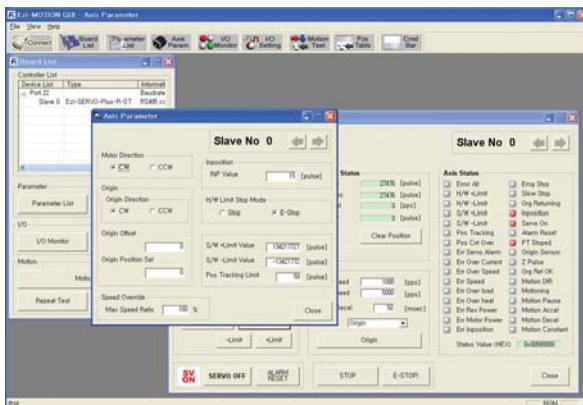 Ezi-MOTION GUI - Axis Parameter
File View Help
Connect
Board List
Parameter List
Axis Param
I/O Monitor
I/O Setting
Motion Test
Pos Table
Cmd Bar
Board List
Controller List
Device List Type Informati
Port 22 Baudrate
Slave 0 Ezi-SERVO-Plus-R-ST RS485 cc
Parameter
Parameter List
I/O
I/O Monitor
Motion
Repeat Test
Axis Parameter
Slave No 0
Motor Direction
CW CCW
Origin
Origin Direction
CW CCW
Origin Offset
0
Origin Position Set
0
Speed Override
Max Speed Ratio 100 %
Inposition
INP Value 15 [pulse]
H/W Limit Stop Mode
Stop E-Stop
S/W +Limit Value 134217727 [pulse]
S/W -Limit Value [pulse]
Pos Tracking Limit 50 [pulse]
Close
Slave No 0
Status
27476 [pulse]
27476 [pulse]
0 [pps]
0 [pulse]
Clear Position
1000 [pps]
5000 [pps]
50 [msec]
Origin
-Limit +Limit Origin
Axis Status
Error All Emg Stop
H/W +Limit Slow Stop
H/W -Limit Org Returning
S/W +Limit Inposition
S/W -Limit Servo On
Pos Tracking Alarm Reset
Pos Cnt Over PT Stoped
Err Servo Alarm Origin Sensor
Err Over Current Z Pulse
Err Over Speed Org Ret OK
Err Speed Motion DIR
Err Over load Motioning
Err Over heat Motion Pause
Err Rev Power Motion Accel
Err Motor Power Motion Decel
Err Inposition Motion Constant
Status Value (HEX)
SV ON
SERVO OFF
ALARM RESET
STOP
E-STOP!
Close
NUM